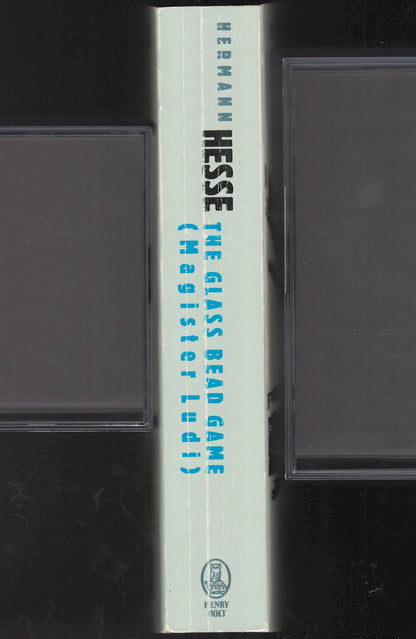 HERMANN
HESSE
THE GLASS BEAD GAME
(Magister Ludi)
HENRY
HOLT